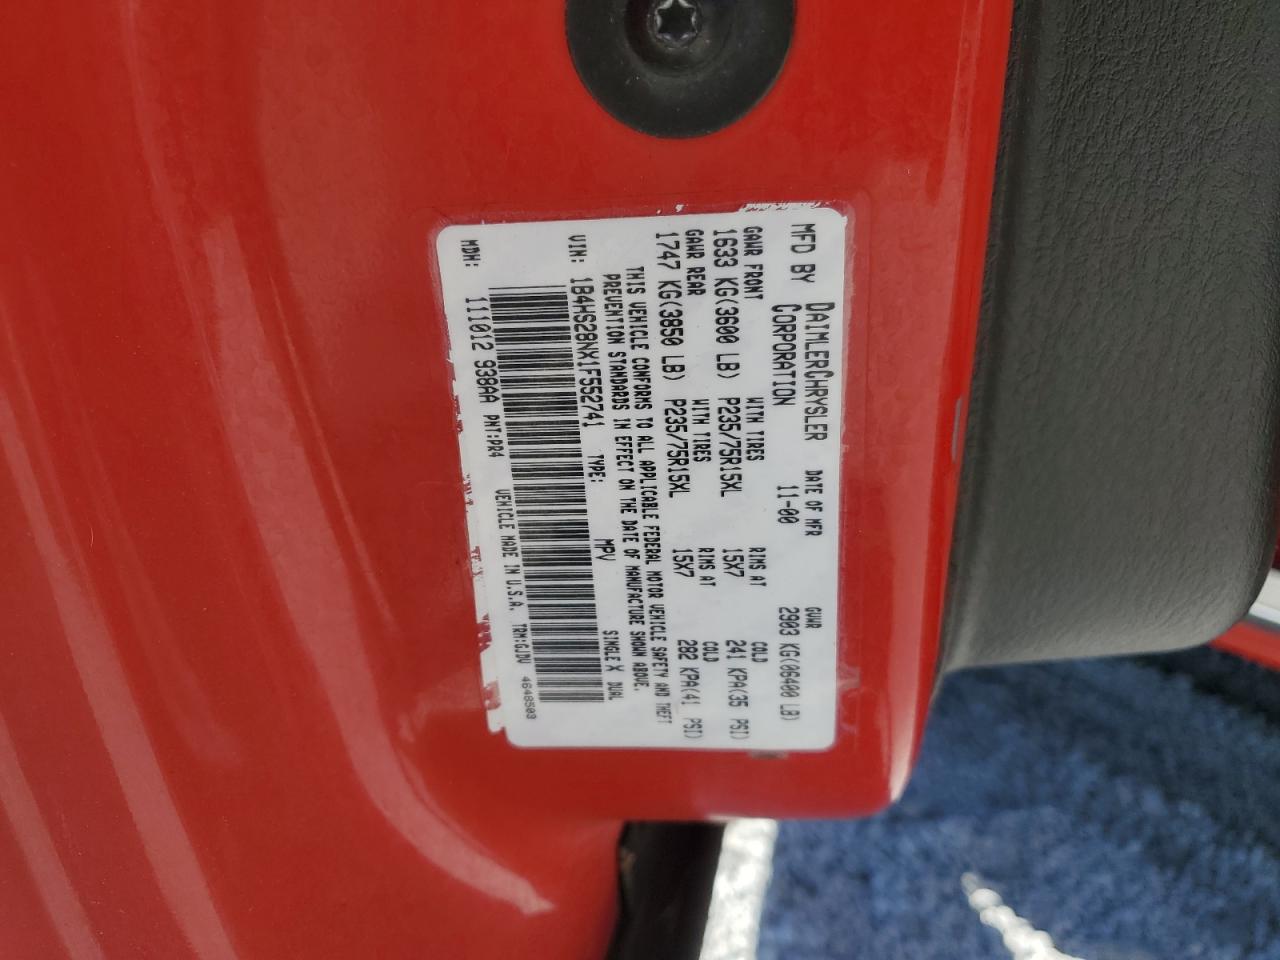 MFD BY DAIMLERCHRYSLER CORPORATION DATE OF MFR 11-00 GVWR 2903 KG(06400 LB)
GAWR FRONT WITH TIRES RIMS AT COLD
1633 KG(3600 LB) P235/75R15XL 15X7 241 KPA(35 PSI)
GAWR REAR WITH TIRES RIMS AT COLD
1747 KG(3850 LB) P235/75R15XL 15X7 282 KPA(41 PSI)
THIS VEHICLE CONFORMS TO ALL APPLICABLE FEDERAL MOTOR VEHICLE SAFETY AND THEFT
PREVENTION STANDARDS IN EFFECT ON THE DATE OF MANUFACTURE SHOWN ABOVE.
VIN: 1B4HS28NX1F552741 TYPE: MPV SINGLE X DUAL
MDH: 111012 938AA PNT:PR4 VEHICLE MADE IN U.S.A. TRM:GJDV 4648503